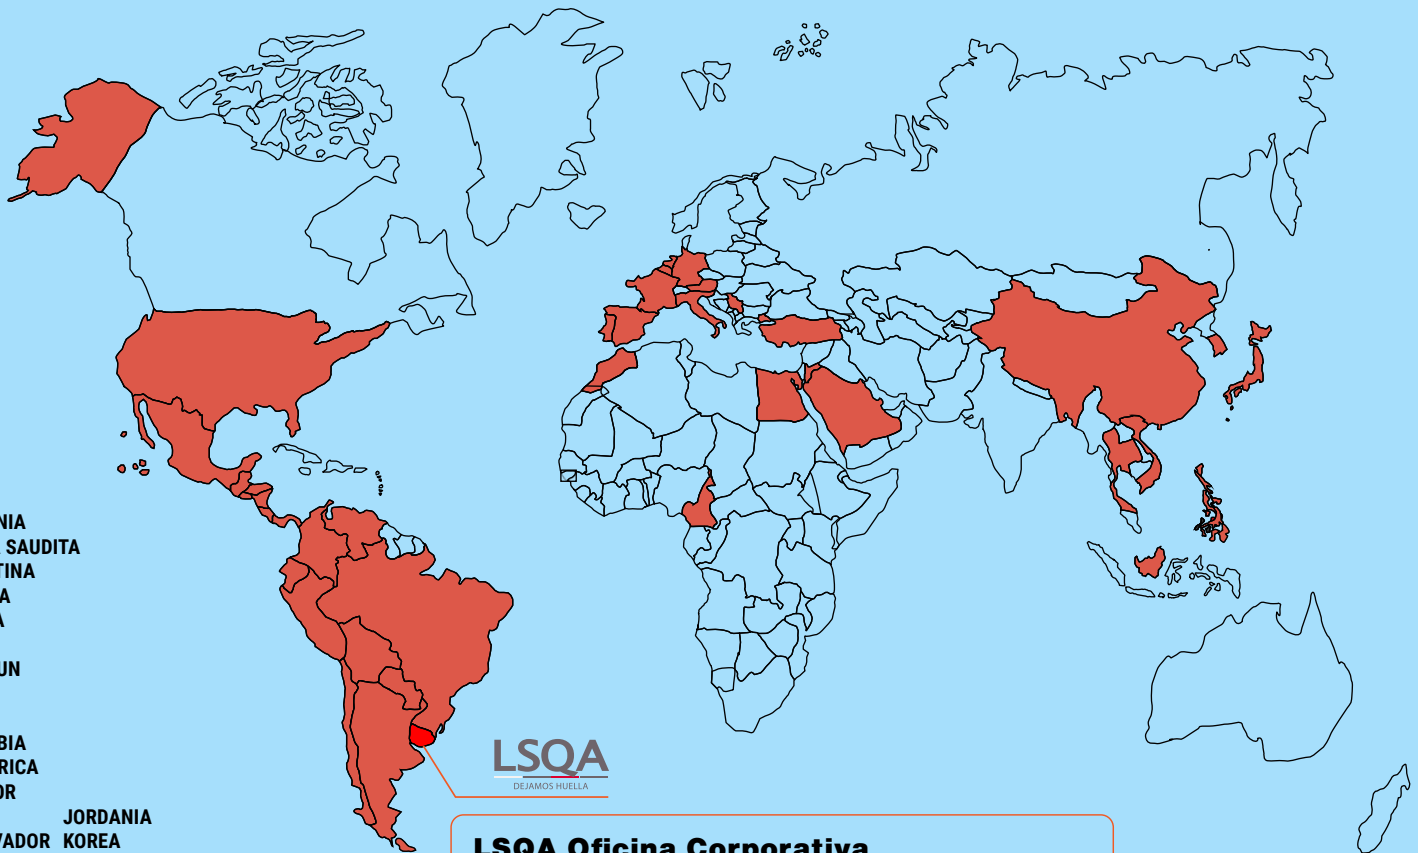 NIA
SAUDITA
TINA
A
A
UN
BIA
RICA
OR
JORDANIA
VADOR KOREA
LSQA
DEJAMOS HUELLA
LSQA Oficina Corporativa